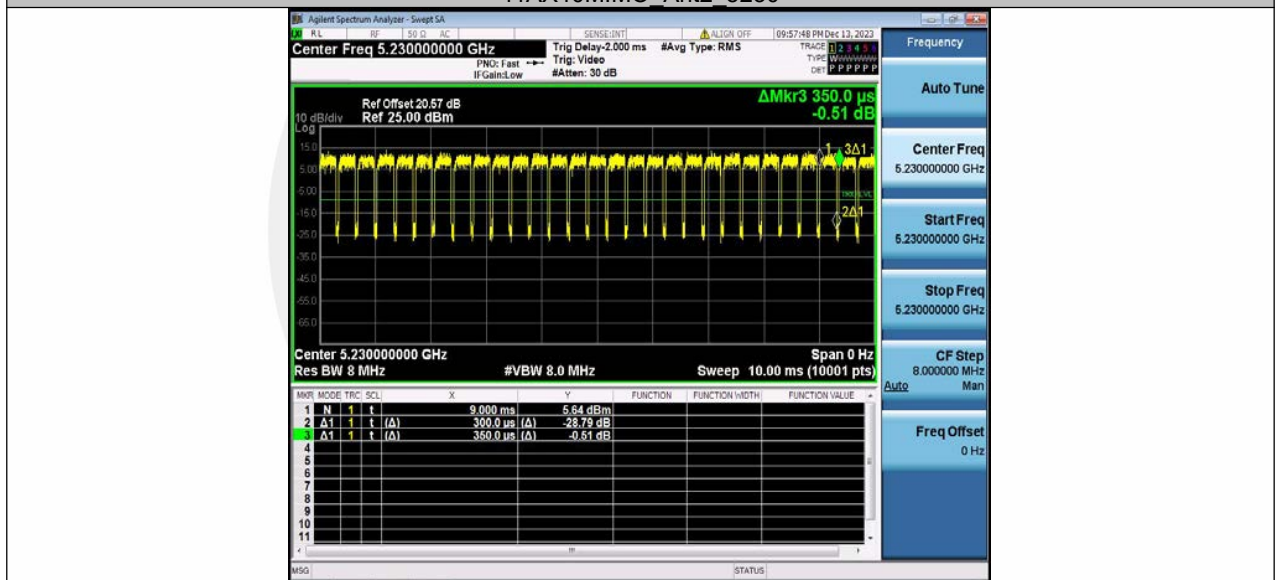 Agilent Spectrum Analyzer - Swept SA
RL RF 50 Ω AC SENSE:INT ALIGN OFF 09:57:48 PM Dec 13, 2023
Center Freq 5.230000000 GHz
PNO: Fast
IFGain:Low
Trig Delay-2.000 ms
Trig: Video
#Atten: 30 dB
#Avg Type: RMS
TRACE 1 2 3 4 5 6
TYPE W
DET P P P P P P
Frequency
Auto Tune
Center Freq
5.230000000 GHz
Start Freq
5.230000000 GHz
Stop Freq
5.230000000 GHz
CF Step
8.000000 MHz
Auto Man
Freq Offset
0 Hz
ΔMkr3 350.0 µs
-0.51 dB
Ref Offset 20.57 dB
10 dB/div Ref 25.00 dBm
Log
15.0
5.00
-5.00
-15.0
-25.0
-35.0
-45.0
-55.0
-65.0
1 3Δ1
2Δ1
Center 5.230000000 GHz Span 0 Hz
Res BW 8 MHz #VBW 8.0 MHz Sweep 10.00 ms (10001 pts)
MKR MODE TRC SCL X Y FUNCTION FUNCTION WIDTH FUNCTION VALUE
1 N 1 t 9.000 ms 5.64 dBm
2 Δ1 1 t (Δ) 300.0 µs (Δ) -28.79 dB
3 Δ1 1 t (Δ) 350.0 µs (Δ) -0.51 dB
4
5
6
7
8
9
10
11
MSG STATUS